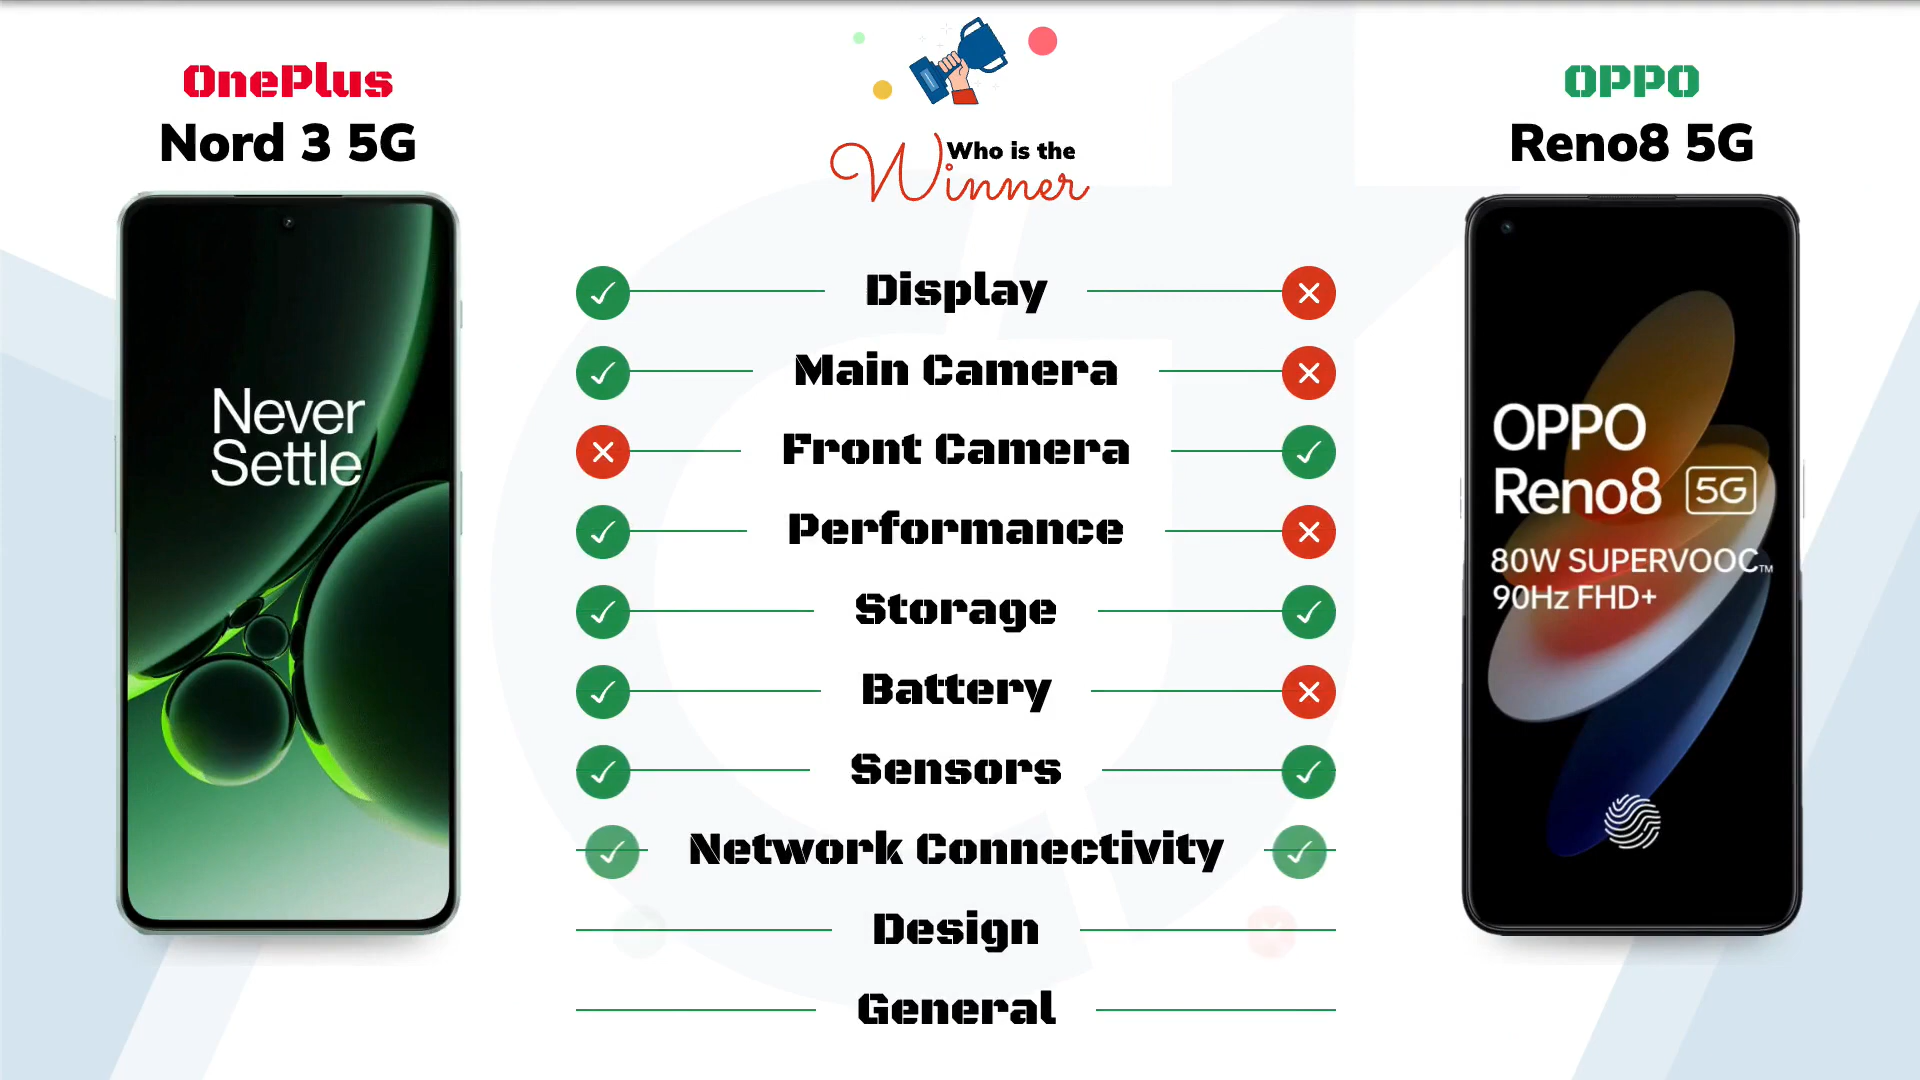 OnePlus
Nord 3 5G
Never
Settle
Who is the
Winner
Display
Main Camera
Front Camera
Performance
Storage
Battery
Sensors
Network Connectivity
Design
General
OPPO
Reno8 5G
OPPO
Reno8 5G
80W SUPERVOOC™
90Hz FHD+